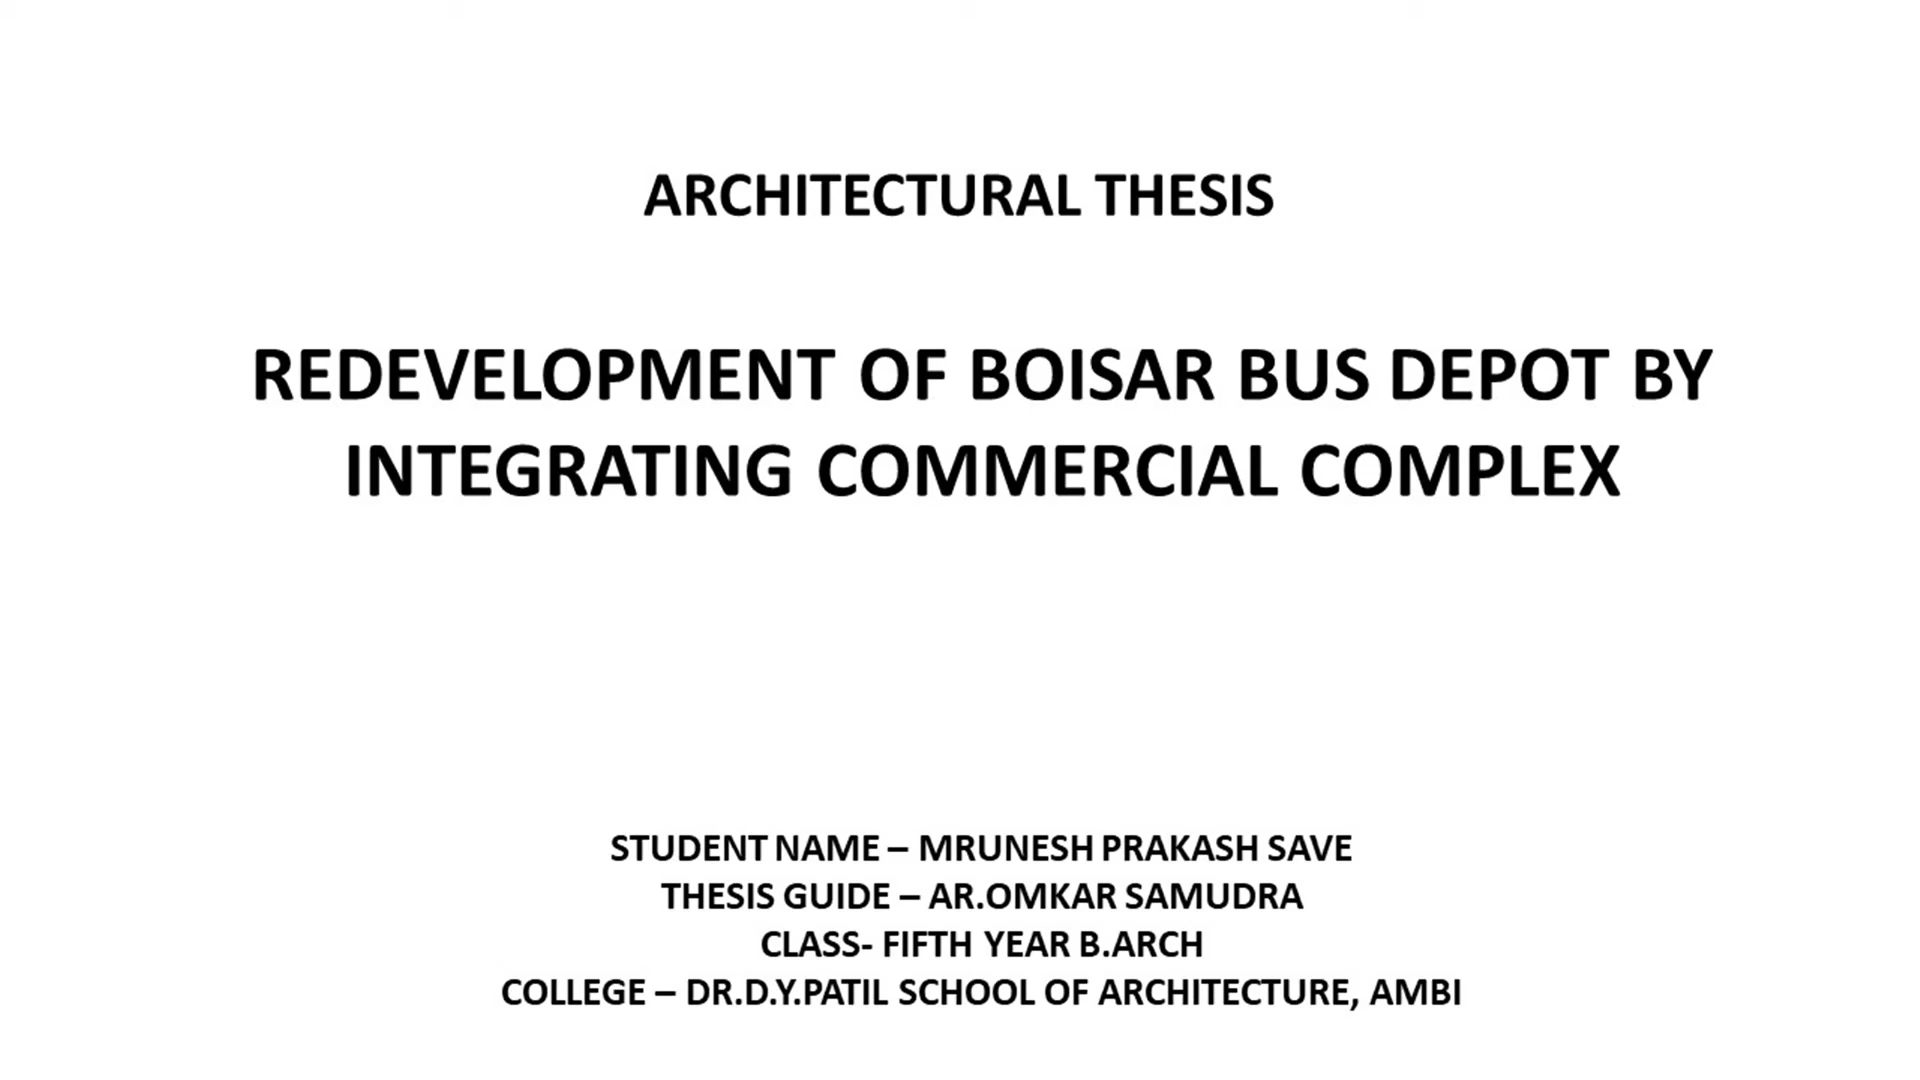 ARCHITECTURAL THESIS
REDEVELOPMENT OF BOISAR BUS DEPOT BY
INTEGRATING COMMERCIAL COMPLEX
STUDENT NAME – MRUNESH PRAKASH SAVE
THESIS GUIDE – AR.OMKAR SAMUDRA
CLASS- FIFTH YEAR B.ARCH
COLLEGE – DR.D.Y.PATIL SCHOOL OF ARCHITECTURE, AMBI